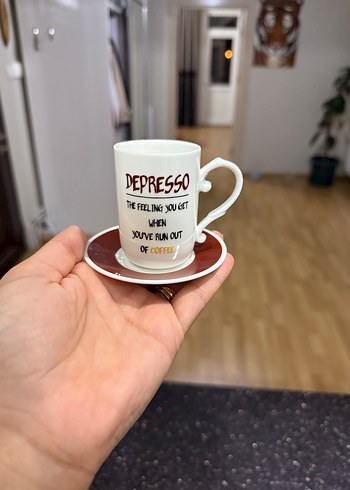 DEPRESSO
THE FEELING YOU GET
WHEN
YOU'VE RUN OUT
OF COFFEE